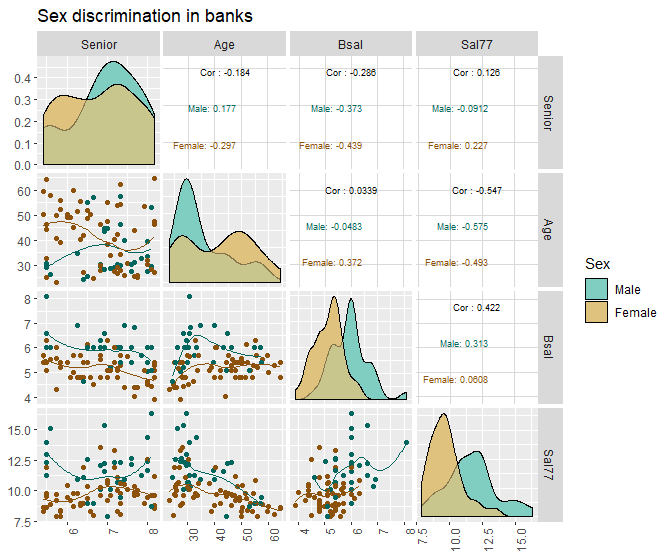 Sex discrimination in banks
Senior Age Bsal Sal77
0.4
0.3
0.2
0.1
0.0
Cor : -0.184
Male: 0.177
Female: -0.297
Cor : -0.286
Male: -0.373
Female: -0.439
Cor : 0.126
Male: -0.0912
Female: 0.227
Senior
60
50
40
30
Cor : 0.0339
Male: -0.0483
Female: 0.372
Cor : -0.547
Male: -0.575
Female: -0.493
Age
8
7
6
5
4
Cor : 0.422
Male: 0.313
Female: 0.0608
Bsal
15.0
12.5
10.0
7.5
Sal77
6 7 8 30 40 50 60 4 5 6 7 8 7.5 10.0 12.5 15.0
Sex
Male
Female